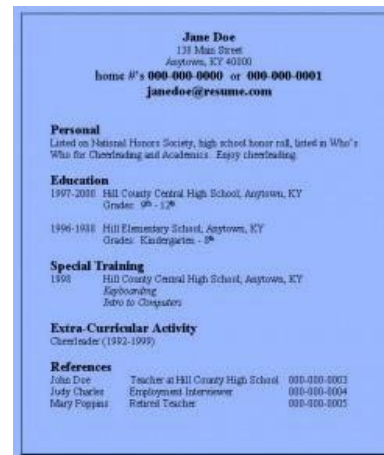 Jane Doe
138 Main Street
Anytown, KY 40000
home #'s 000-000-0000 or 000-000-0001
janedoe@resume.com
Personal
Listed on National Honors Society, high school honor roll, listed in Who's
Who for Cheerleading and Academics. Enjoy cheerleading.
Education
1997-2000 Hill County Central High School, Anytown, KY
Grades: 9th - 12th
1996-1988 Hill Elementary School, Anytown, KY
Grades: Kindergarten - 8th
Special Training
1998 Hill County Central High School, Anytown, KY
Keyboarding
Intro to Computers
Extra-Curricular Activity
Cheerleader (1992-1999)
References
John Doe Teacher at Hill County High School 000-000-0003
Judy Charles Employment Interviewer 000-000-0004
Mary Poppins Retired Teacher 000-000-0005